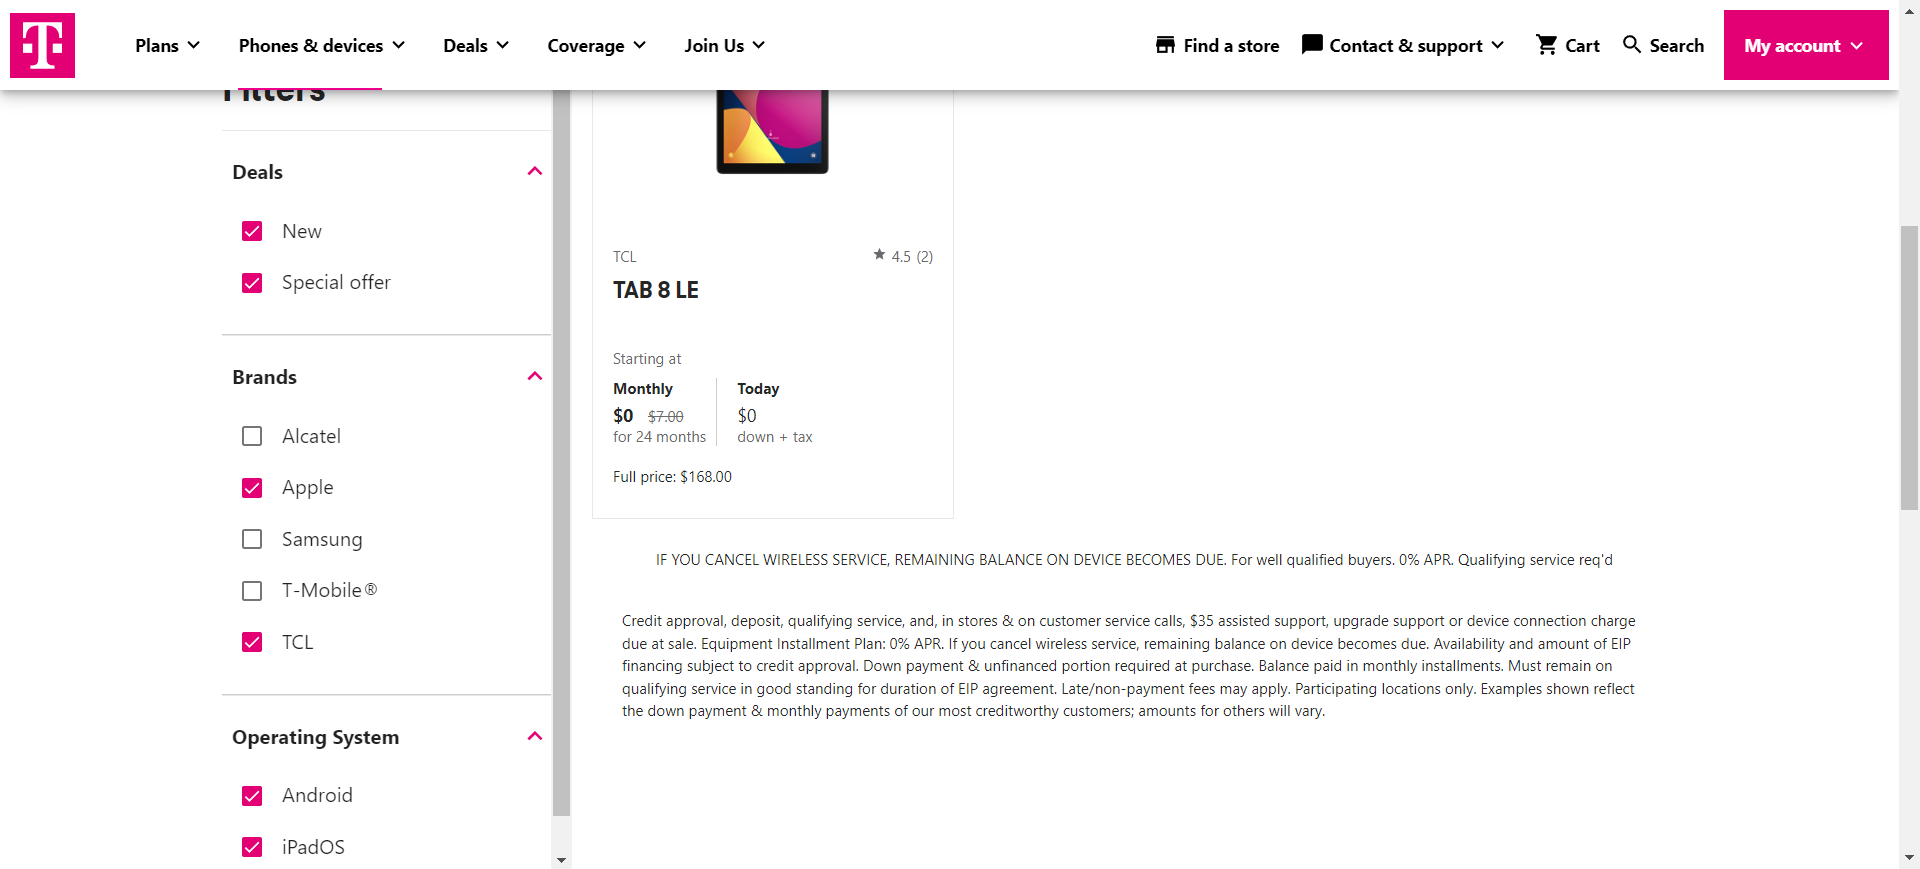 T
Plans
Phones & devices
Deals
Coverage
Join Us
Find a store
Contact & support
Cart
Search
My account
Filters
Deals
New
Special offer
Brands
Alcatel
Apple
Samsung
T-Mobile®
TCL
Operating System
Android
iPadOS
TCL
4.5 (2)
TAB 8 LE
Starting at
Monthly
$0 $7.00
for 24 months
Today
$0
down + tax
Full price: $168.00
IF YOU CANCEL WIRELESS SERVICE, REMAINING BALANCE ON DEVICE BECOMES DUE. For well qualified buyers. 0% APR. Qualifying service req'd
Credit approval, deposit, qualifying service, and, in stores & on customer service calls, $35 assisted support, upgrade support or device connection charge
due at sale. Equipment Installment Plan: 0% APR. If you cancel wireless service, remaining balance on device becomes due. Availability and amount of EIP
financing subject to credit approval. Down payment & unfinanced portion required at purchase. Balance paid in monthly installments. Must remain on
qualifying service in good standing for duration of EIP agreement. Late/non-payment fees may apply. Participating locations only. Examples shown reflect
the down payment & monthly payments of our most creditworthy customers; amounts for others will vary.